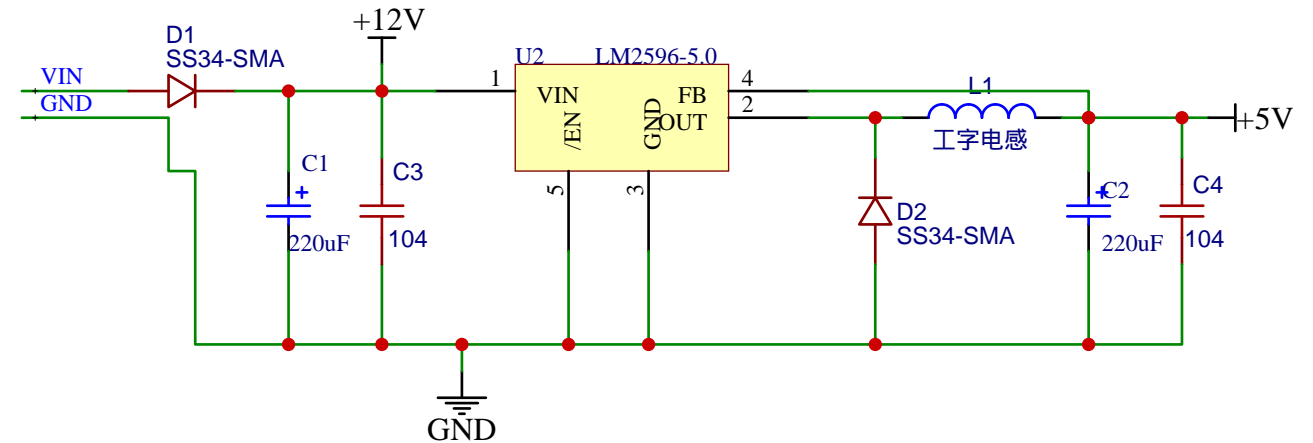 +12V
D1
SS34-SMA
VIN
GND
U2
LM2596-5.0
1
VIN
/EN
GND
FB
OUT
4
2
5
3
L1
工字电感
+5V
C1
+
220uF
C3
104
D2
SS34-SMA
+
C2
220uF
C4
104
GND